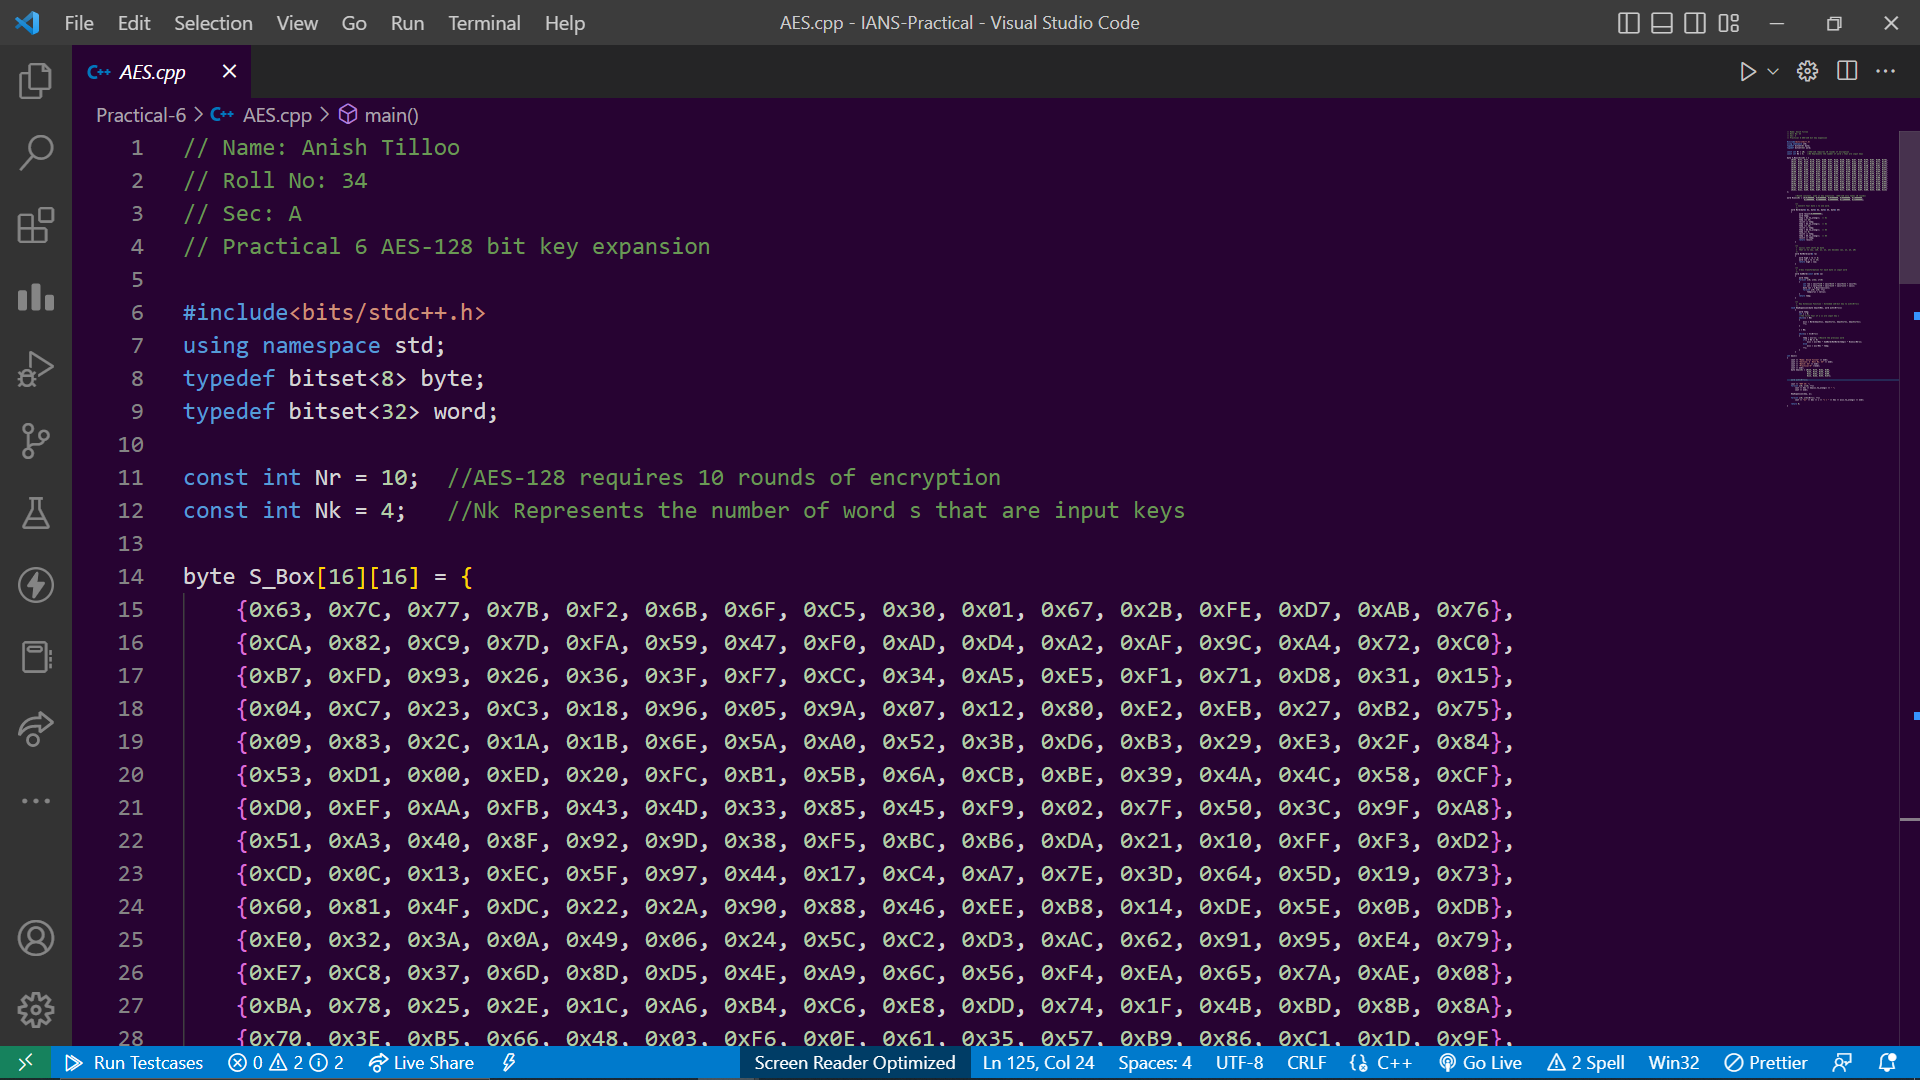 File Edit Selection View Go Run Terminal Help AES.cpp - IANS-Practical - Visual Studio Code
C++ AES.cpp
Practical-6 > C++ AES.cpp > main()
1 // Name: Anish Tilloo
2 // Roll No: 34
3 // Sec: A
4 // Practical 6 AES-128 bit key expansion
5
6 #include<bits/stdc++.h>
7 using namespace std;
8 typedef bitset<8> byte;
9 typedef bitset<32> word;
10
11 const int Nr = 10;  //AES-128 requires 10 rounds of encryption
12 const int Nk = 4;   //Nk Represents the number of word s that are input keys
13
14 byte S_Box[16][16] = {
15     {0x63, 0x7C, 0x77, 0x7B, 0xF2, 0x6B, 0x6F, 0xC5, 0x30, 0x01, 0x67, 0x2B, 0xFE, 0xD7, 0xAB, 0x76},
16     {0xCA, 0x82, 0xC9, 0x7D, 0xFA, 0x59, 0x47, 0xF0, 0xAD, 0xD4, 0xA2, 0xAF, 0x9C, 0xA4, 0x72, 0xC0},
17     {0xB7, 0xFD, 0x93, 0x26, 0x36, 0x3F, 0xF7, 0xCC, 0x34, 0xA5, 0xE5, 0xF1, 0x71, 0xD8, 0x31, 0x15},
18     {0x04, 0xC7, 0x23, 0xC3, 0x18, 0x96, 0x05, 0x9A, 0x07, 0x12, 0x80, 0xE2, 0xEB, 0x27, 0xB2, 0x75},
19     {0x09, 0x83, 0x2C, 0x1A, 0x1B, 0x6E, 0x5A, 0xA0, 0x52, 0x3B, 0xD6, 0xB3, 0x29, 0xE3, 0x2F, 0x84},
20     {0x53, 0xD1, 0x00, 0xED, 0x20, 0xFC, 0xB1, 0x5B, 0x6A, 0xCB, 0xBE, 0x39, 0x4A, 0x4C, 0x58, 0xCF},
21     {0xD0, 0xEF, 0xAA, 0xFB, 0x43, 0x4D, 0x33, 0x85, 0x45, 0xF9, 0x02, 0x7F, 0x50, 0x3C, 0x9F, 0xA8},
22     {0x51, 0xA3, 0x40, 0x8F, 0x92, 0x9D, 0x38, 0xF5, 0xBC, 0xB6, 0xDA, 0x21, 0x10, 0xFF, 0xF3, 0xD2},
23     {0xCD, 0x0C, 0x13, 0xEC, 0x5F, 0x97, 0x44, 0x17, 0xC4, 0xA7, 0x7E, 0x3D, 0x64, 0x5D, 0x19, 0x73},
24     {0x60, 0x81, 0x4F, 0xDC, 0x22, 0x2A, 0x90, 0x88, 0x46, 0xEE, 0xB8, 0x14, 0xDE, 0x5E, 0x0B, 0xDB},
25     {0xE0, 0x32, 0x3A, 0x0A, 0x49, 0x06, 0x24, 0x5C, 0xC2, 0xD3, 0xAC, 0x62, 0x91, 0x95, 0xE4, 0x79},
26     {0xE7, 0xC8, 0x37, 0x6D, 0x8D, 0xD5, 0x4E, 0xA9, 0x6C, 0x56, 0xF4, 0xEA, 0x65, 0x7A, 0xAE, 0x08},
27     {0xBA, 0x78, 0x25, 0x2E, 0x1C, 0xA6, 0xB4, 0xC6, 0xE8, 0xDD, 0x74, 0x1F, 0x4B, 0xBD, 0x8B, 0x8A},
28     {0x70, 0x3E, 0xB5, 0x66, 0x48, 0x03, 0xF6, 0x0E, 0x61, 0x35, 0x57, 0xB9, 0x86, 0xC1, 0x1D, 0x9E},
Run Testcases 0 2 2 Live Share Screen Reader Optimized Ln 125, Col 24 Spaces: 4 UTF-8 CRLF C++ Go Live 2 Spell Win32 Prettier